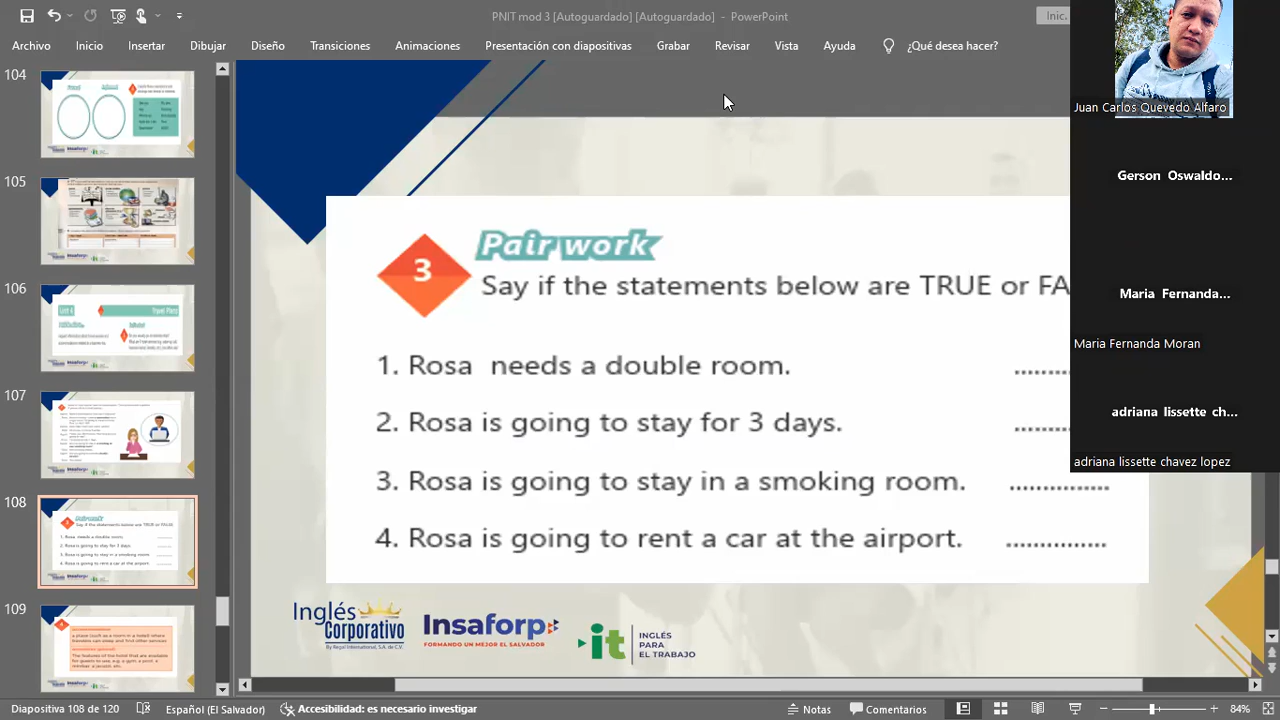 PNIT mod 3 [Autoguardado] [Autoguardado] - PowerPoint
Inic.
Archivo Inicio Insertar Dibujar Diseño Transiciones Animaciones Presentación con diapositivas Grabar Revisar Vista Ayuda ¿Qué desea hacer?
104
105
106
107
108
109
Pair work
3
Say if the statements below are TRUE or FA
1. Rosa needs a double room. ........
2. Rosa is going to stay for 3 days. ........
3. Rosa is going to stay in a smoking room. ...............
4. Rosa is going to rent a car at the airport. ...............
Inglés
Corporativo
By Regal International, S.A. de C.V.
Insaforp
FORMANDO UN MEJOR EL SALVADOR
it
INGLÉS
PARA
EL TRABAJO
Juan Carlos Quevedo Alfaro
Gerson Oswaldo...
Maria Fernanda...
Maria Fernanda Moran
adriana lissette ch...
adriana lissette chavez lopez
Diapositiva 108 de 120 Español (El Salvador) Accesibilidad: es necesario investigar Notas Comentarios 84%